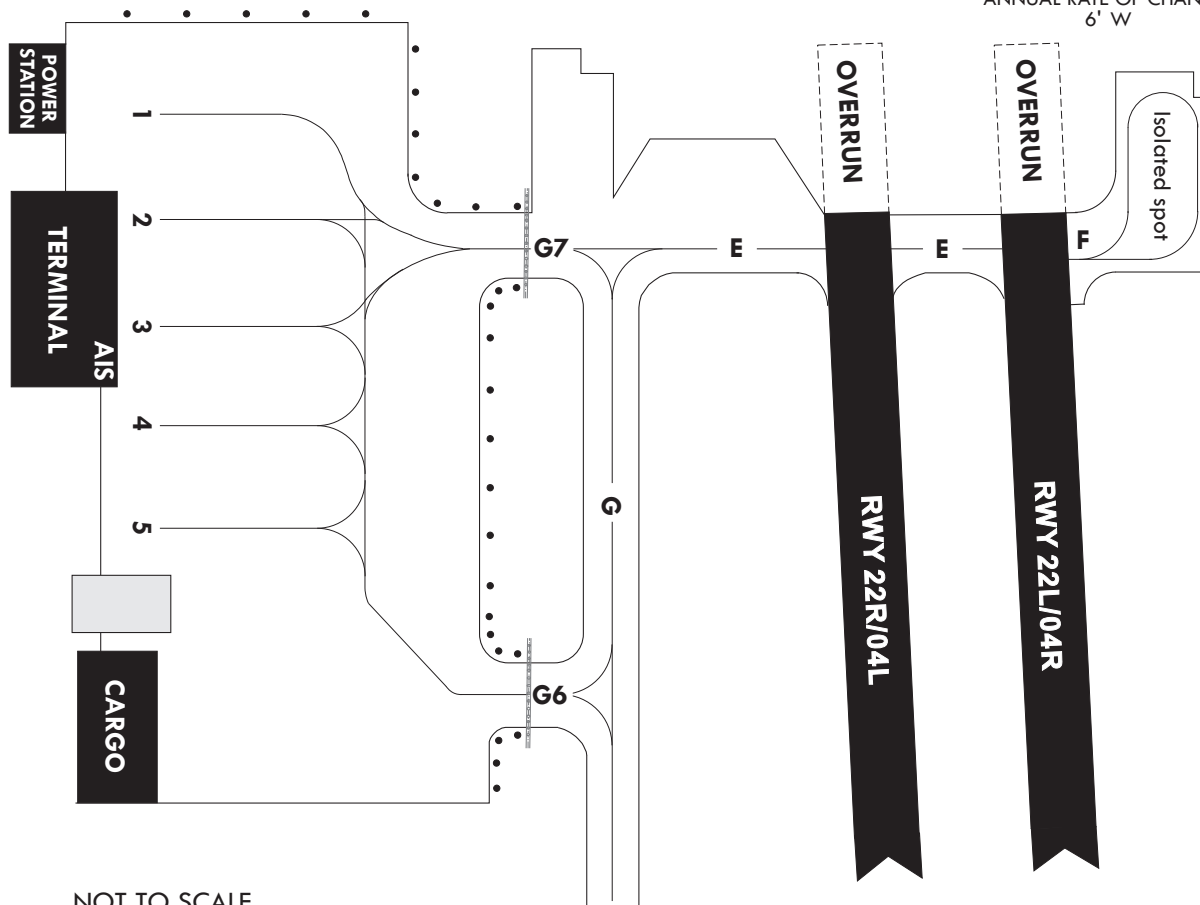 ANNUAL RATE OF CHAN
6' W
POWER
STATION
1
2
TERMINAL
AIS
3
4
5
CARGO
G7
G
G6
E
E
F
OVERRUN
OVERRUN
Isolated spot
RWY 22R/04L
RWY 22L/04R
NOT TO SCALE